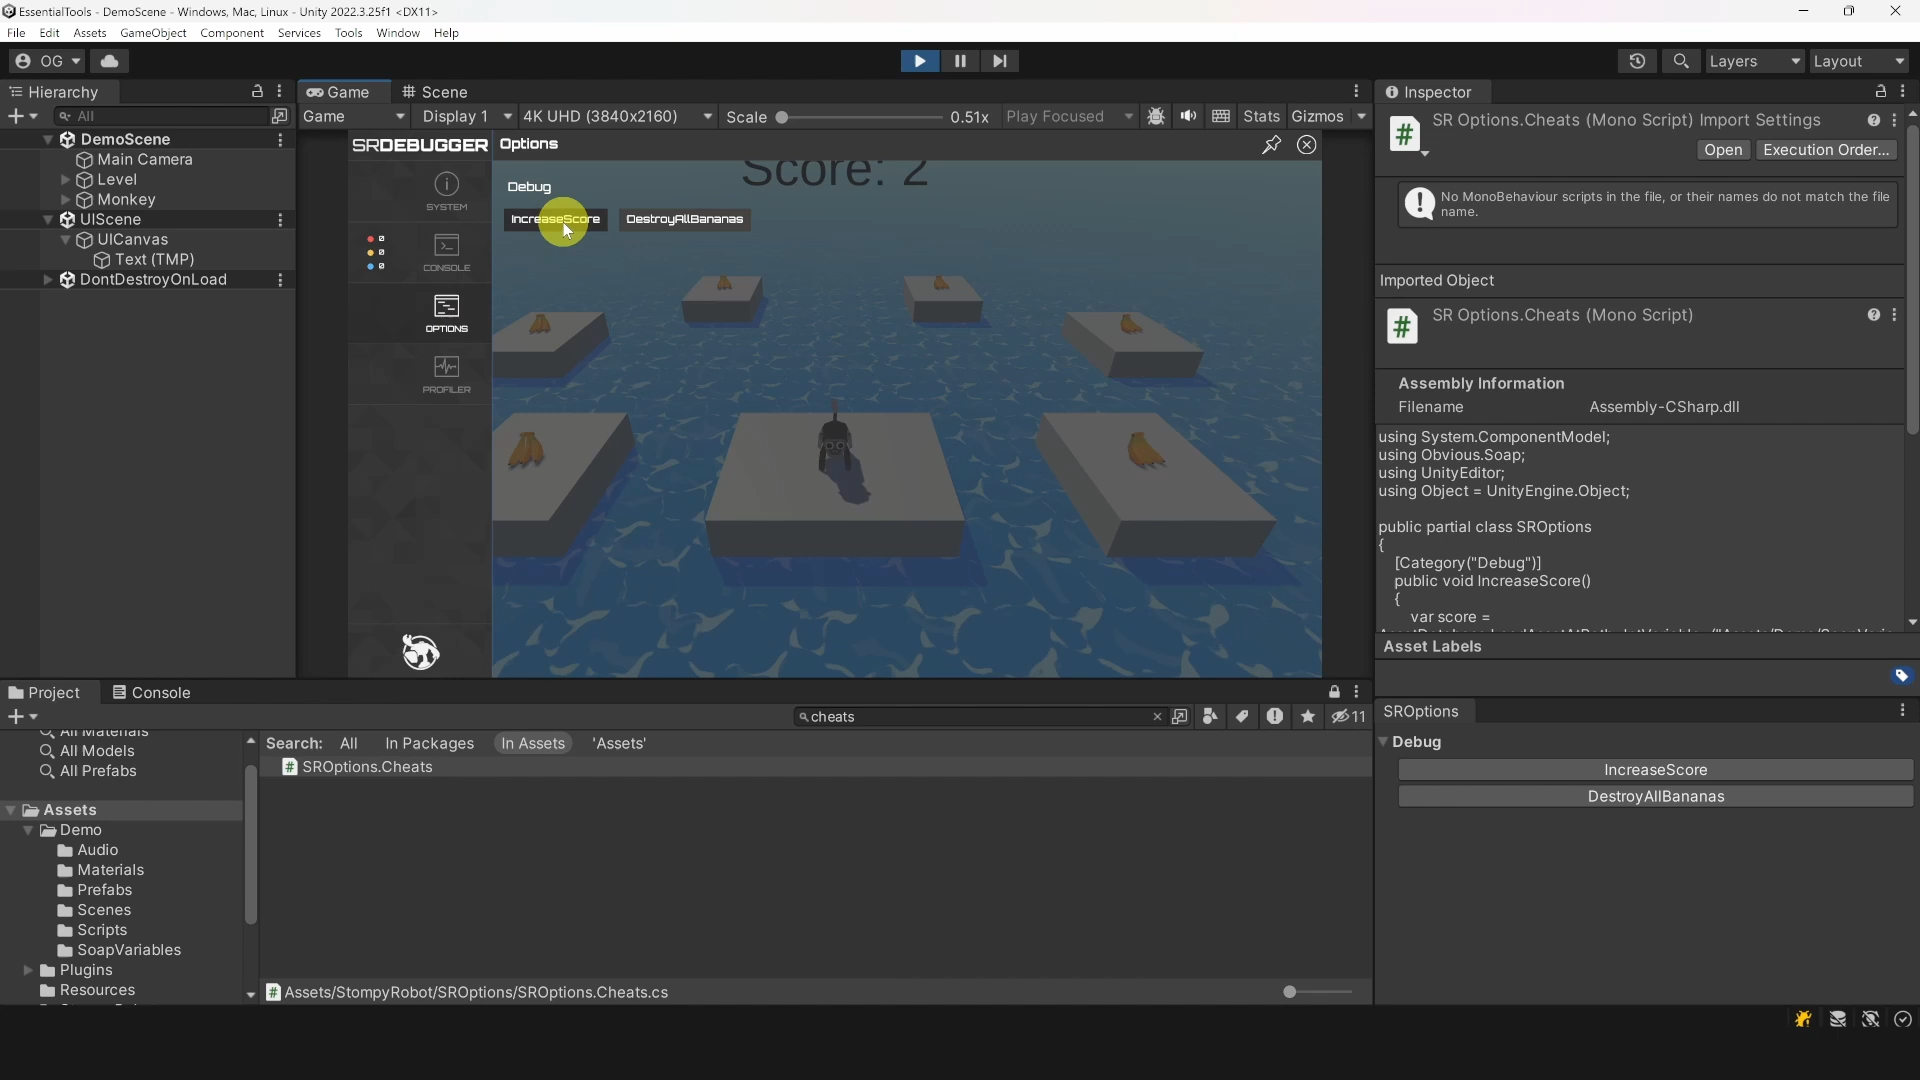 EssentialTools - DemoScene - Windows, Mac, Linux - Unity 2022.3.25f1 <DX11>
File Edit Assets GameObject Component Services Tools Window Help
OG
Layers
Layout
Hierarchy
Game
Scene
Inspector
All
Game
Display 1
4K UHD (3840x2160)
Scale
0.51x
Play Focused
Stats
Gizmos
DemoScene
Main Camera
Level
Monkey
UIScene
UICanvas
Text (TMP)
DontDestroyOnLoad
SRDEBUGGER
Options
Score: 2
SYSTEM
CONSOLE
OPTIONS
PROFILER
0
0
0
Debug
IncreaseScore
DestroyAllBananas
SR Options.Cheats (Mono Script) Import Settings
Open
Execution Order...
No MonoBehaviour scripts in the file, or their names do not match the file
name.
Imported Object
SR Options.Cheats (Mono Script)
Assembly Information
Filename
Assembly-CSharp.dll
using System.ComponentModel;
using Obvious.Soap;
using UnityEditor;
using Object = UnityEngine.Object;
public partial class SROptions
{
[Category("Debug")]
public void IncreaseScore()
{
var score =
Asset Labels
SROptions
Debug
IncreaseScore
DestroyAllBananas
Project
Console
cheats
11
All Materials
All Models
All Prefabs
Assets
Demo
Audio
Materials
Prefabs
Scenes
Scripts
SoapVariables
Plugins
Resources
Search: All In Packages In Assets 'Assets'
SROptions.Cheats
Assets/StompyRobot/SROptions/SROptions.Cheats.cs